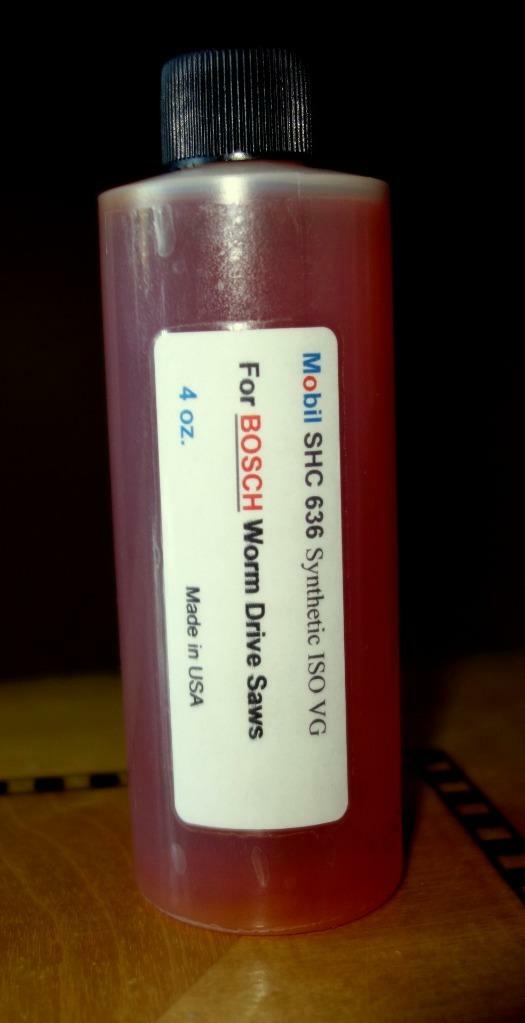 Mobil SHC 636 Synthetic ISO VG
For BOSCH Worm Drive Saws
4 oz. Made in USA